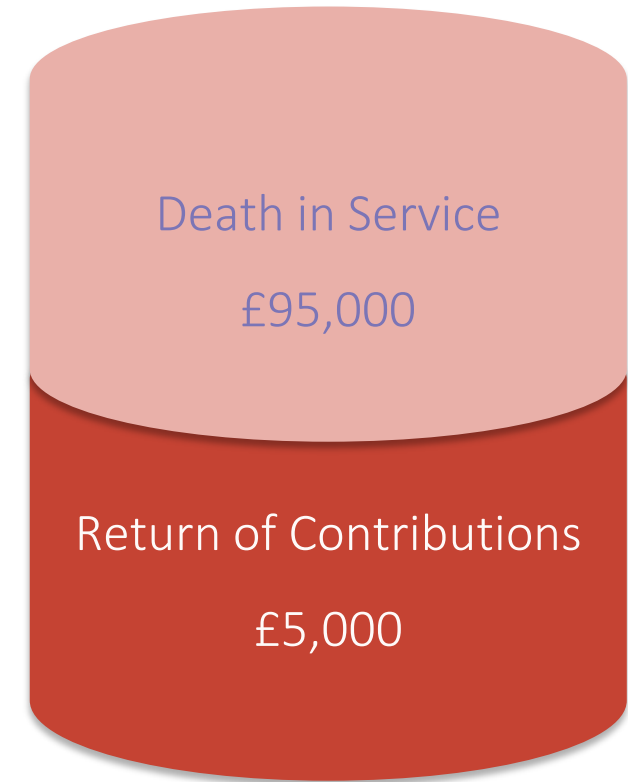 Death in Service
£95,000
Return of Contributions
£5,000